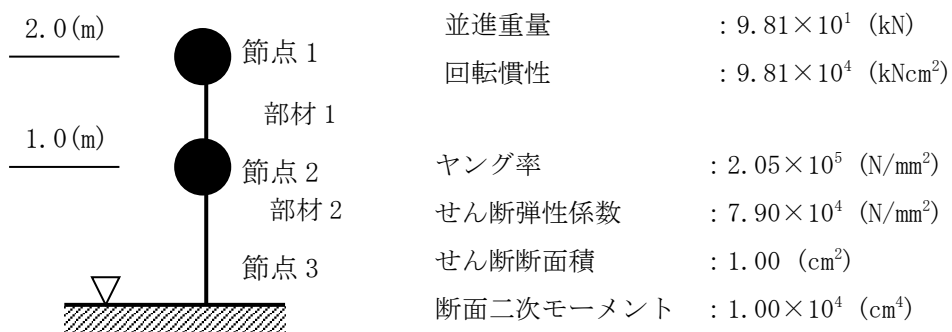 2.0(m)
節点 1
部材 1
1.0(m)
節点 2
部材 2
節点 3
並進重量 : 9.81×10¹ (kN)
回転慣性 : 9.81×10⁴ (kNcm²)
ヤング率 : 2.05×10⁵ (N/mm²)
せん断弾性係数 : 7.90×10⁴ (N/mm²)
せん断断面積 : 1.00 (cm²)
断面二次モーメント : 1.00×10⁴ (cm⁴)